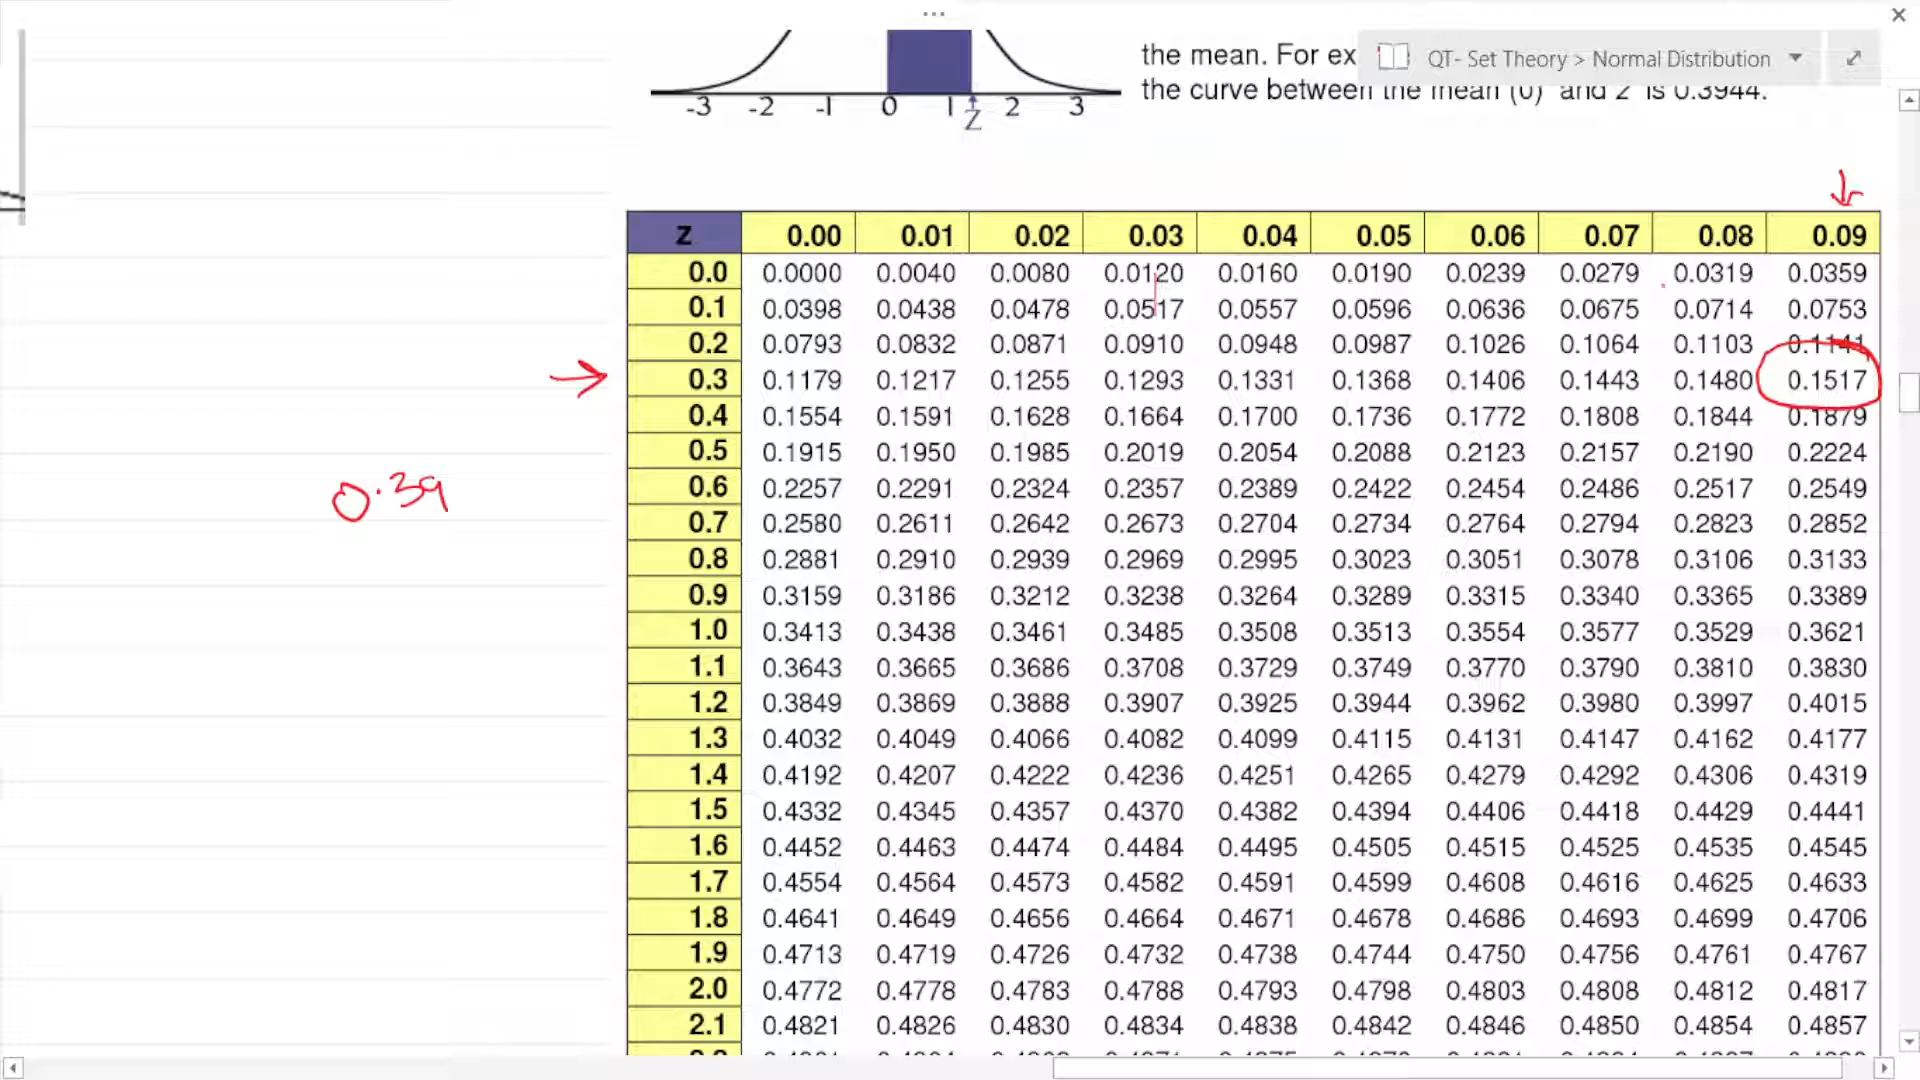 ...
QT- Set Theory > Normal Distribution
the mean. For ex
the curve between the mean (0) and z is 0.3944.
-3 -2 -1 0 1 2 3
Z
z 0.00 0.01 0.02 0.03 0.04 0.05 0.06 0.07 0.08 0.09
0.0 0.0000 0.0040 0.0080 0.0120 0.0160 0.0190 0.0239 0.0279 0.0319 0.0359
0.1 0.0398 0.0438 0.0478 0.0517 0.0557 0.0596 0.0636 0.0675 0.0714 0.0753
0.2 0.0793 0.0832 0.0871 0.0910 0.0948 0.0987 0.1026 0.1064 0.1103 0.1141
0.3 0.1179 0.1217 0.1255 0.1293 0.1331 0.1368 0.1406 0.1443 0.1480 0.1517
0.4 0.1554 0.1591 0.1628 0.1664 0.1700 0.1736 0.1772 0.1808 0.1844 0.1879
0.5 0.1915 0.1950 0.1985 0.2019 0.2054 0.2088 0.2123 0.2157 0.2190 0.2224
0.39
0.6 0.2257 0.2291 0.2324 0.2357 0.2389 0.2422 0.2454 0.2486 0.2517 0.2549
0.7 0.2580 0.2611 0.2642 0.2673 0.2704 0.2734 0.2764 0.2794 0.2823 0.2852
0.8 0.2881 0.2910 0.2939 0.2969 0.2995 0.3023 0.3051 0.3078 0.3106 0.3133
0.9 0.3159 0.3186 0.3212 0.3238 0.3264 0.3289 0.3315 0.3340 0.3365 0.3389
1.0 0.3413 0.3438 0.3461 0.3485 0.3508 0.3513 0.3554 0.3577 0.3529 0.3621
1.1 0.3643 0.3665 0.3686 0.3708 0.3729 0.3749 0.3770 0.3790 0.3810 0.3830
1.2 0.3849 0.3869 0.3888 0.3907 0.3925 0.3944 0.3962 0.3980 0.3997 0.4015
1.3 0.4032 0.4049 0.4066 0.4082 0.4099 0.4115 0.4131 0.4147 0.4162 0.4177
1.4 0.4192 0.4207 0.4222 0.4236 0.4251 0.4265 0.4279 0.4292 0.4306 0.4319
1.5 0.4332 0.4345 0.4357 0.4370 0.4382 0.4394 0.4406 0.4418 0.4429 0.4441
1.6 0.4452 0.4463 0.4474 0.4484 0.4495 0.4505 0.4515 0.4525 0.4535 0.4545
1.7 0.4554 0.4564 0.4573 0.4582 0.4591 0.4599 0.4608 0.4616 0.4625 0.4633
1.8 0.4641 0.4649 0.4656 0.4664 0.4671 0.4678 0.4686 0.4693 0.4699 0.4706
1.9 0.4713 0.4719 0.4726 0.4732 0.4738 0.4744 0.4750 0.4756 0.4761 0.4767
2.0 0.4772 0.4778 0.4783 0.4788 0.4793 0.4798 0.4803 0.4808 0.4812 0.4817
2.1 0.4821 0.4826 0.4830 0.4834 0.4838 0.4842 0.4846 0.4850 0.4854 0.4857